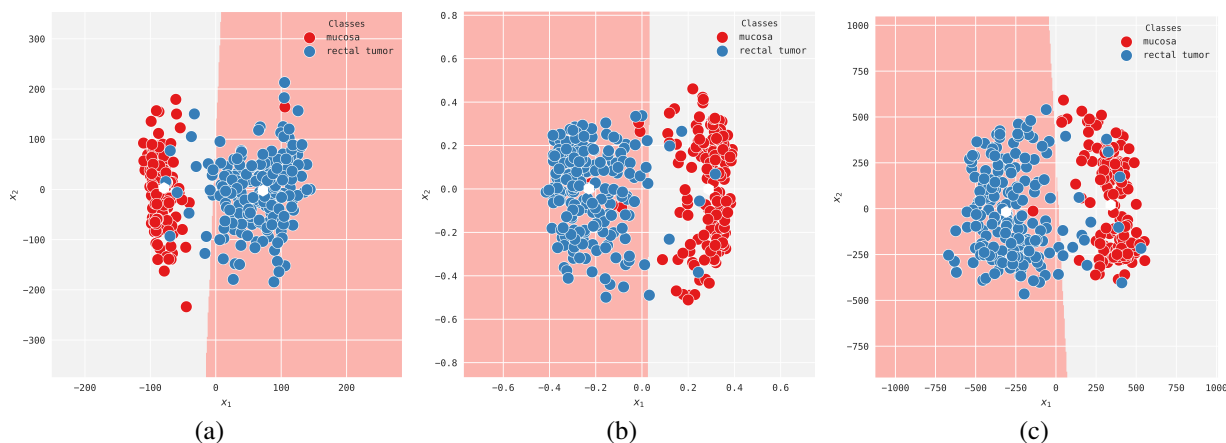 Classes
mucosa
rectal tumor
300
200
100
0
−100
−200
−300
x₂
−200
−100
0
100
200
x₁
(a)
Classes
mucosa
rectal tumor
0.8
0.6
0.4
0.2
0.0
−0.2
−0.4
−0.6
−0.8
x₂
−0.6
−0.4
−0.2
0.0
0.2
0.4
0.6
x₁
(b)
Classes
mucosa
rectal tumor
1000
750
500
250
0
−250
−500
−750
x₂
−1000
−750
−500
−250
0
250
500
750
1000
x₁
(c)